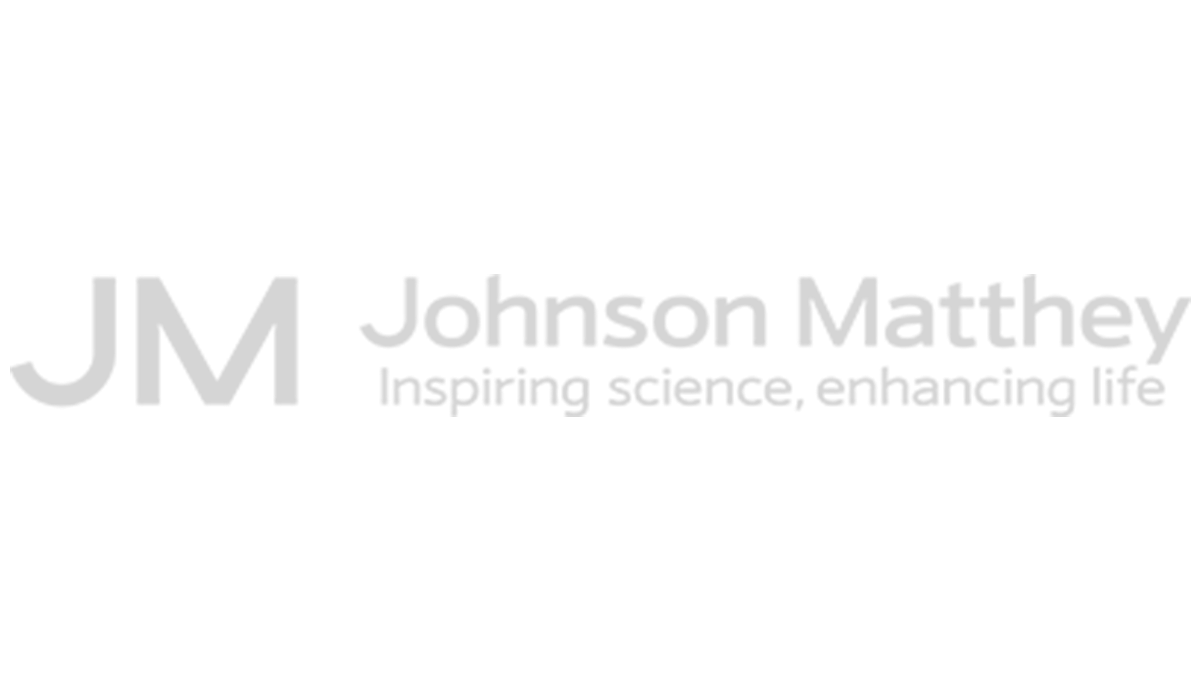 JM
Johnson Matthey
Inspiring science, enhancing life